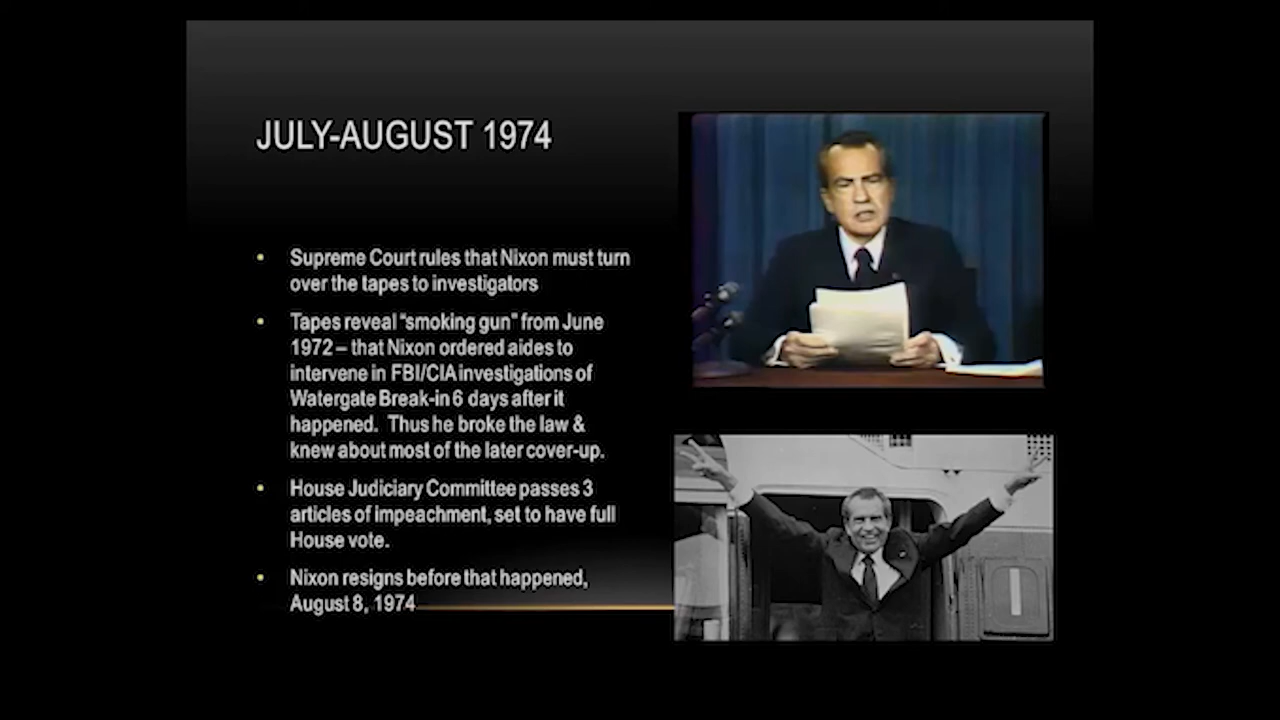 JULY-AUGUST 1974
• Supreme Court rules that Nixon must turn
over the tapes to investigators
• Tapes reveal “smoking gun” from June
1972 – that Nixon ordered aides to
intervene in FBI/CIA investigations of
Watergate Break-in 6 days after it
happened. Thus he broke the law &
knew about most of the later cover-up.
• House Judiciary Committee passes 3
articles of impeachment, set to have full
House vote.
• Nixon resigns before that happened,
August 8, 1974